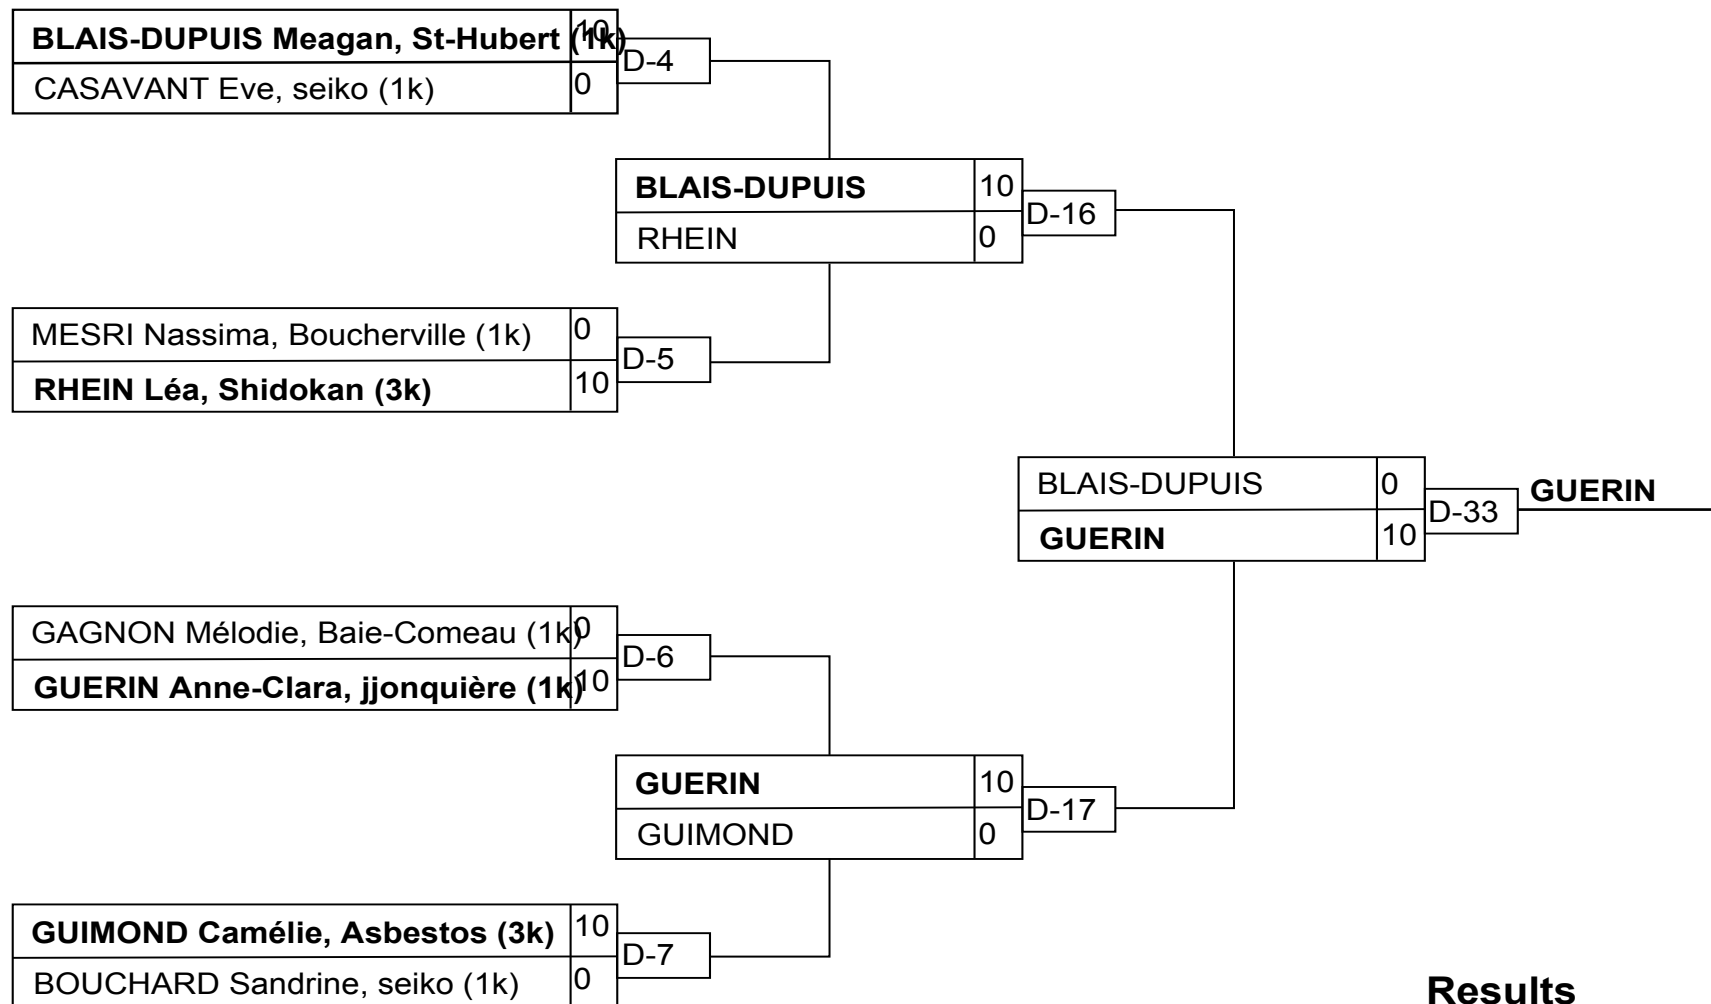 BLAIS-DUPUIS Meagan, St-Hubert (1k) 10
D-4
CASAVANT Eve, seiko (1k) 0
BLAIS-DUPUIS 10
D-16
RHEIN 0
MESRI Nassima, Boucherville (1k) 0
D-5
RHEIN Léa, Shidokan (3k) 10
BLAIS-DUPUIS 0
GUERIN
D-33
GUERIN 10
GAGNON Mélodie, Baie-Comeau (1k) 0
D-6
GUERIN Anne-Clara, jjonquière (1k) 10
GUERIN 10
D-17
GUIMOND 0
GUIMOND Camélie, Asbestos (3k) 10
D-7
BOUCHARD Sandrine, seiko (1k) 0
Results